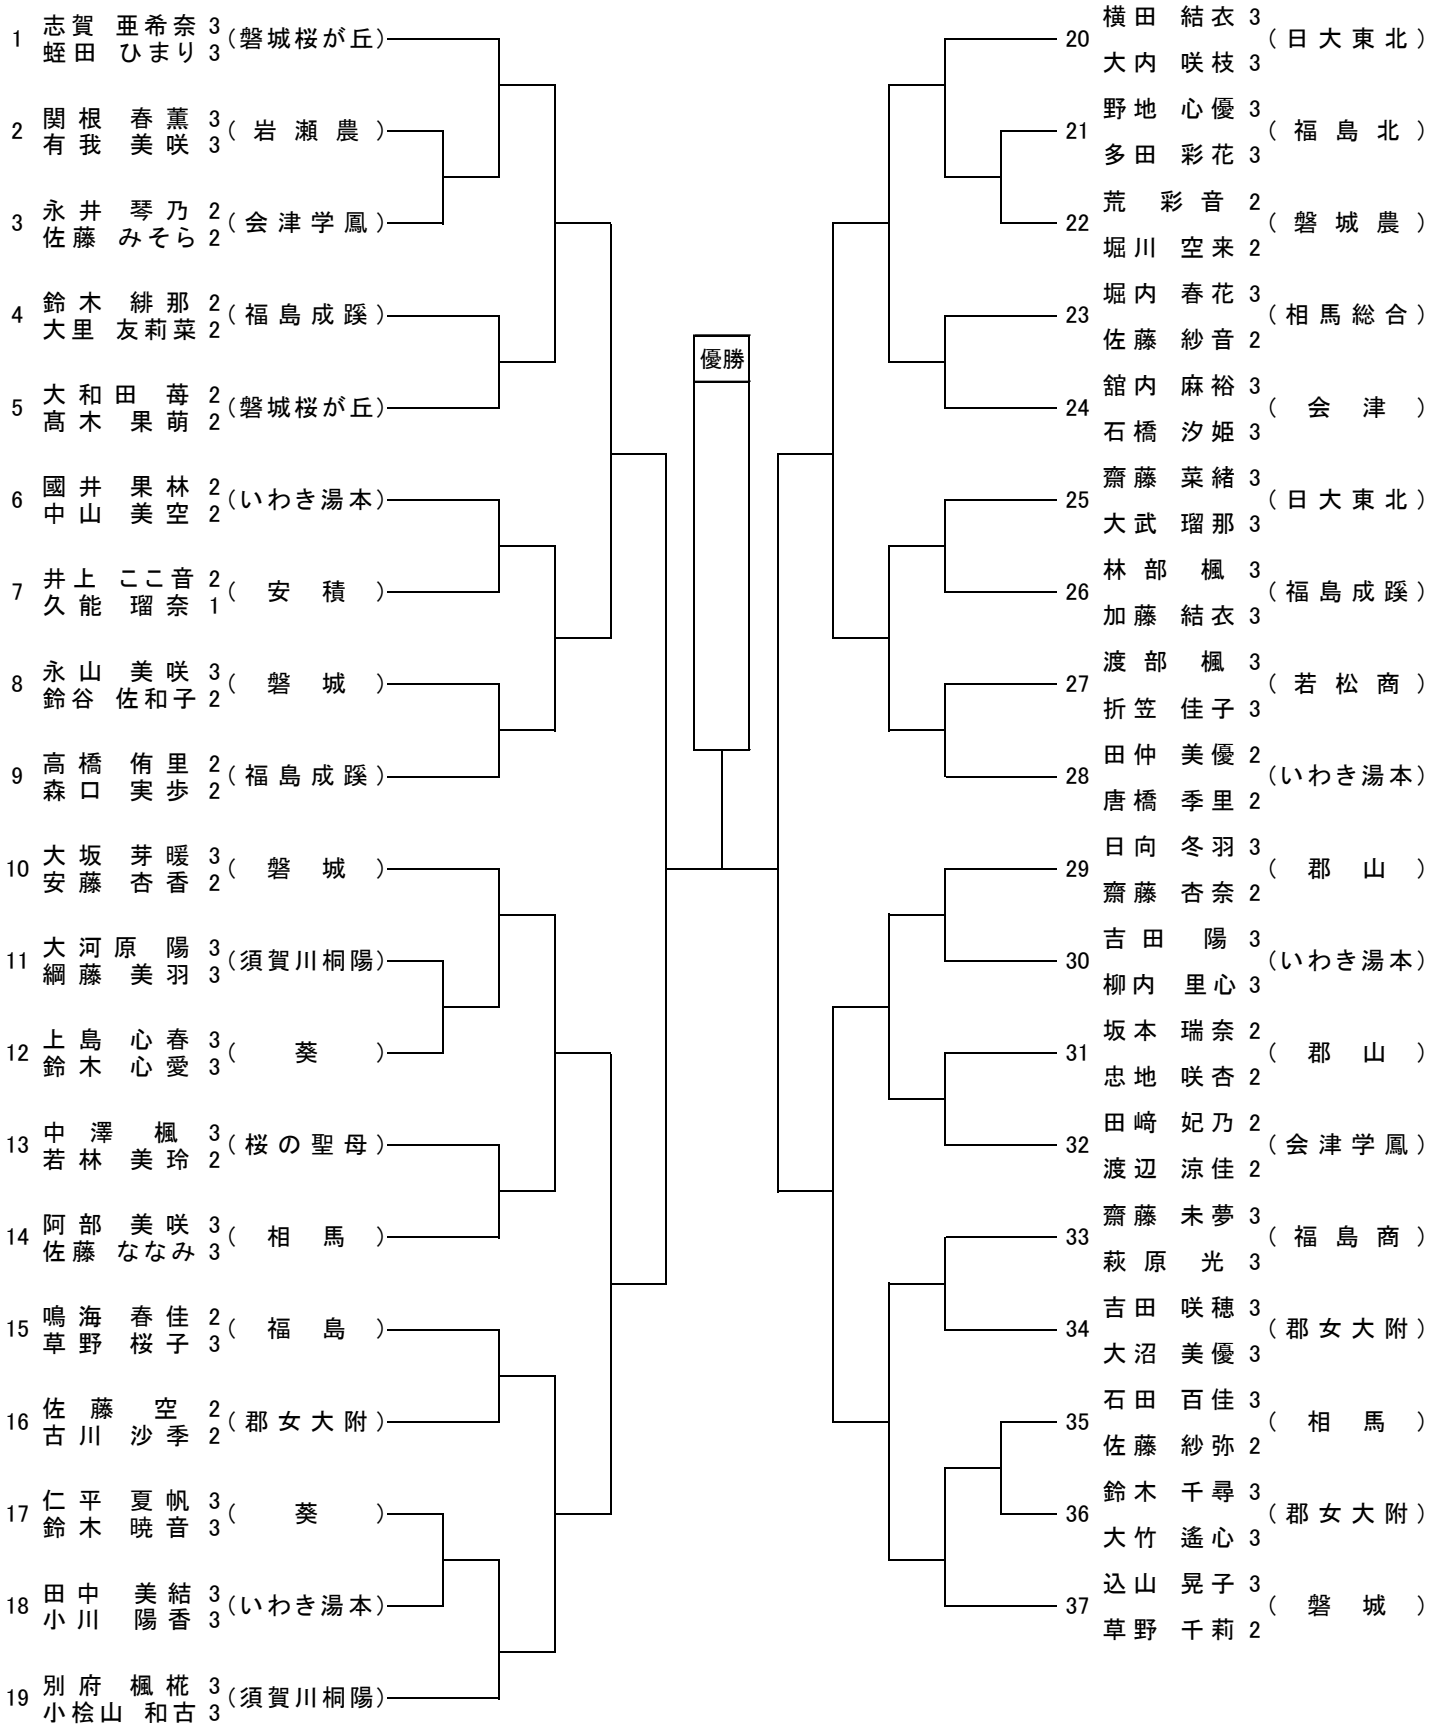 1 志賀 亜希奈 3 (磐城桜が丘)
蛭田 ひまり 3
2 関根 春薫 3 (岩瀬農)
有我 美咲 3
3 永井 琴乃 2 (会津学鳳)
佐藤 みそら 2
4 鈴木 緋那 2 (福島成蹊)
大里 友莉菜 2
5 大和田 苺 2 (磐城桜が丘)
髙木 果萌 2
6 國井 果林 2 (いわき湯本)
中山 美空 2
7 井上 ここ音 2 (安積)
久能 瑠奈 1
8 永山 美咲 3 (磐城)
鈴谷 佐和子 2
9 高橋 侑里 2 (福島成蹊)
森口 実歩 2
10 大坂 芽暖 3 (磐城)
安藤 杏香 2
11 大河原 陽 3 (須賀川桐陽)
綱藤 美羽 3
12 上島 心春 3 (葵)
鈴木 心愛 3
13 中澤 楓 3 (桜の聖母)
若林 美玲 2
14 阿部 美咲 3 (相馬)
佐藤 ななみ 3
15 鳴海 春佳 2 (福島)
草野 桜子 3
16 佐藤 空 2 (郡女大附)
古川 沙季 2
17 仁平 夏帆 3 (葵)
鈴木 暁音 3
18 田中 美結 3 (いわき湯本)
小川 陽香 3
19 別府 楓椛 3 (須賀川桐陽)
小桧山 和古 3
優勝
横田 結衣 3
20 (日大東北)
大内 咲枝 3
野地 心優 3
21 (福島北)
多田 彩花 3
荒 彩音 2
22 (磐城農)
堀川 空来 2
堀内 春花 3
23 (相馬総合)
佐藤 紗音 2
舘内 麻裕 3
24 (会津)
石橋 汐姫 3
齋藤 菜緒 3
25 (日大東北)
大武 瑠那 3
林部 楓 3
26 (福島成蹊)
加藤 結衣 3
渡部 楓 3
27 (若松商)
折笠 佳子 3
田仲 美優 2
28 (いわき湯本)
唐橋 季里 2
日向 冬羽 3
29 (郡山)
齋藤 杏奈 2
吉田 陽 3
30 (いわき湯本)
柳内 里心 3
坂本 瑞奈 2
31 (郡山)
忠地 咲杏 2
田﨑 妃乃 2
32 (会津学鳳)
渡辺 涼佳 2
齋藤 未夢 3
33 (福島商)
萩原 光 3
吉田 咲穂 3
34 (郡女大附)
大沼 美優 3
石田 百佳 3
35 (相馬)
佐藤 紗弥 2
鈴木 千尋 3
36 (郡女大附)
大竹 遙心 3
込山 晃子 3
37 (磐城)
草野 千莉 2